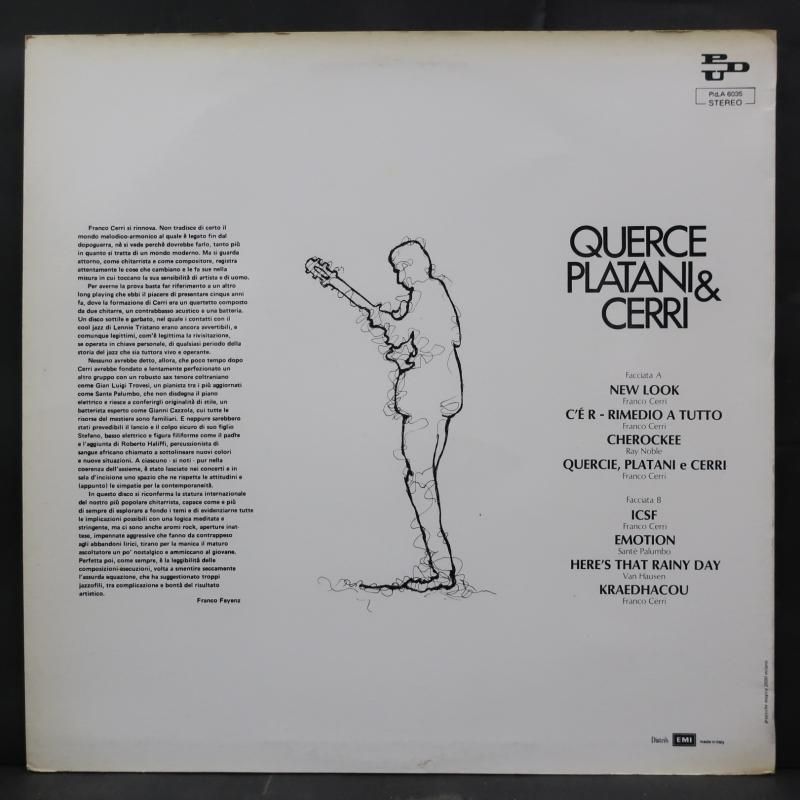 PDU
PldLA 6035
STEREO
Franco Cerri si rinnova. Non tradisce di certo il
mondo melodico-armonico al quale è legato fin dal
dopoguerra, nè si vede perchè dovrebbe farlo, tanto più
in quanto si tratta di un mondo moderno. Ma si guarda
attorno, come chitarrista e come compositore, registra
attentamente le cose che cambiano e le fa sue nella
misura in cui toccano la sua sensibilità di artista e di uomo.
Per averne la prova basta far riferimento a un altro
long playing che ebbi il piacere di presentare cinque anni
fa, dove la formazione di Cerri era un quartetto composto
da due chitarre, un contrabbasso acustico e una batteria.
Un disco sottile e garbato, nel quale i contatti con il
cool jazz di Lennie Tristano erano ancora avvertibili, e
comunque legittimi, com'è legittima la rivisitazione,
se operata in chiave personale, di qualsiasi periodo della
storia del jazz che sia tuttora vivo e operante.
Nessuno avrebbe detto, allora, che poco tempo dopo
Cerri avrebbe fondato e lentamente perfezionato un
altro gruppo con un robusto sax tenore coltraniano
come Gian Luigi Trovesi, un pianista tra i più aggiornati
come Sante Palumbo, che non disdegna il piano
elettrico e riesce a conferirgli originalità di stile, un
batterista esperto come Gianni Cazzola, cui tutte le
risorse del mestiere sono familiari. E neppure sarebbero
stati prevedibili il lancio e il colpo sicuro di suo figlio
Stefano, basso elettrico e figura filiforme come il padre
e l'aggiunta di Roberto Haliffi, percussionista di
sangue africano chiamato a sottolineare nuovi colori
e nuove situazioni. A ciascuno - si noti - pur nella
coerenza dell'assieme, è stato lasciato nei concerti e in
sala d'incisione uno spazio che ne rispetta le attitudini e
(appunto) le simpatie per la contemporaneità.
In questo disco si riconferma la statura internazionale
del nostro più popolare chitarrista, capace come e più
di sempre di esplorare a fondo i temi e di evidenziarne tutte
le implicazioni possibili con una logica meditata e
stringente, ma ci sono anche aromi rock, aperture inat-
tese, impennate aggressive che fanno da contrappeso
agli abbandoni lirici, tirano per la manica il maturo
ascoltatore un po' nostalgico e ammiccano al giovane.
Perfetta poi, come sempre, è la leggibilità delle
composizioni-esecuzioni, volta a smentire seccamente
l'assurda equazione, che ha suggestionato troppi
jazzofili, tra complicazione e bontà del risultato
artistico.
Franco Fayenz
QUERCE
PLATANI &
CERRI
Facciata A
NEW LOOK
Franco Cerri
C'É R - RIMEDIO A TUTTO
Franco Cerri
CHEROCKEE
Ray Noble
QUERCIE, PLATANI e CERRI
Franco Cerri
Facciata B
ICSF
Franco Cerri
EMOTION
Santè Palumbo
HERE'S THAT RAINY DAY
Van Hausen
KRAEDHACOU
Franco Cerri
Distrib EMI made in Italy